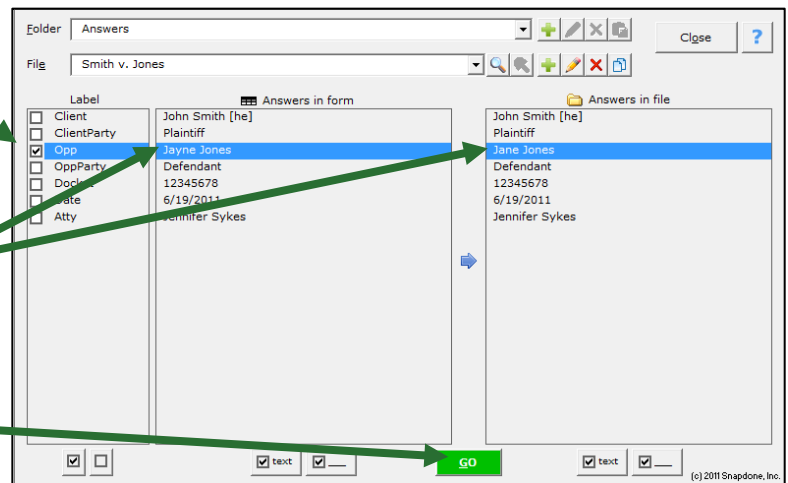 Folder Answers
Close ?
File Smith v. Jones
Label Answers in form Answers in file
Client John Smith [he] John Smith [he]
ClientParty Plaintiff Plaintiff
Opp Jayne Jones Jane Jones
OppParty Defendant Defendant
12345678 12345678
6/19/2011 6/19/2011
Atty Jennifer Sykes Jennifer Sykes
text __ GO text __
(c) 2011 Snapdone, Inc.